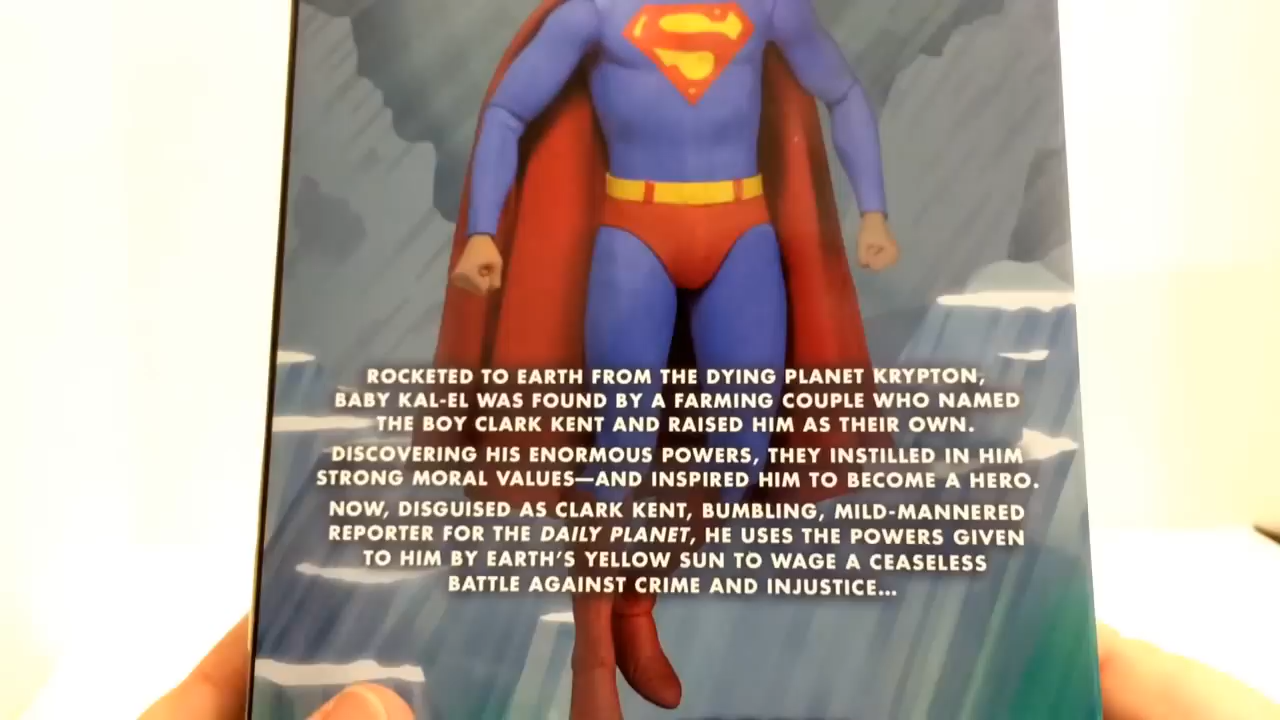 ROCKETED TO EARTH FROM THE DYING PLANET KRYPTON,
BABY KAL-EL WAS FOUND BY A FARMING COUPLE WHO NAMED
THE BOY CLARK KENT AND RAISED HIM AS THEIR OWN.
DISCOVERING HIS ENORMOUS POWERS, THEY INSTILLED IN HIM
STRONG MORAL VALUES—AND INSPIRED HIM TO BECOME A HERO.
NOW, DISGUISED AS CLARK KENT, BUMBLING, MILD-MANNERED
REPORTER FOR THE DAILY PLANET, HE USES THE POWERS GIVEN
TO HIM BY EARTH'S YELLOW SUN TO WAGE A CEASELESS
BATTLE AGAINST CRIME AND INJUSTICE...